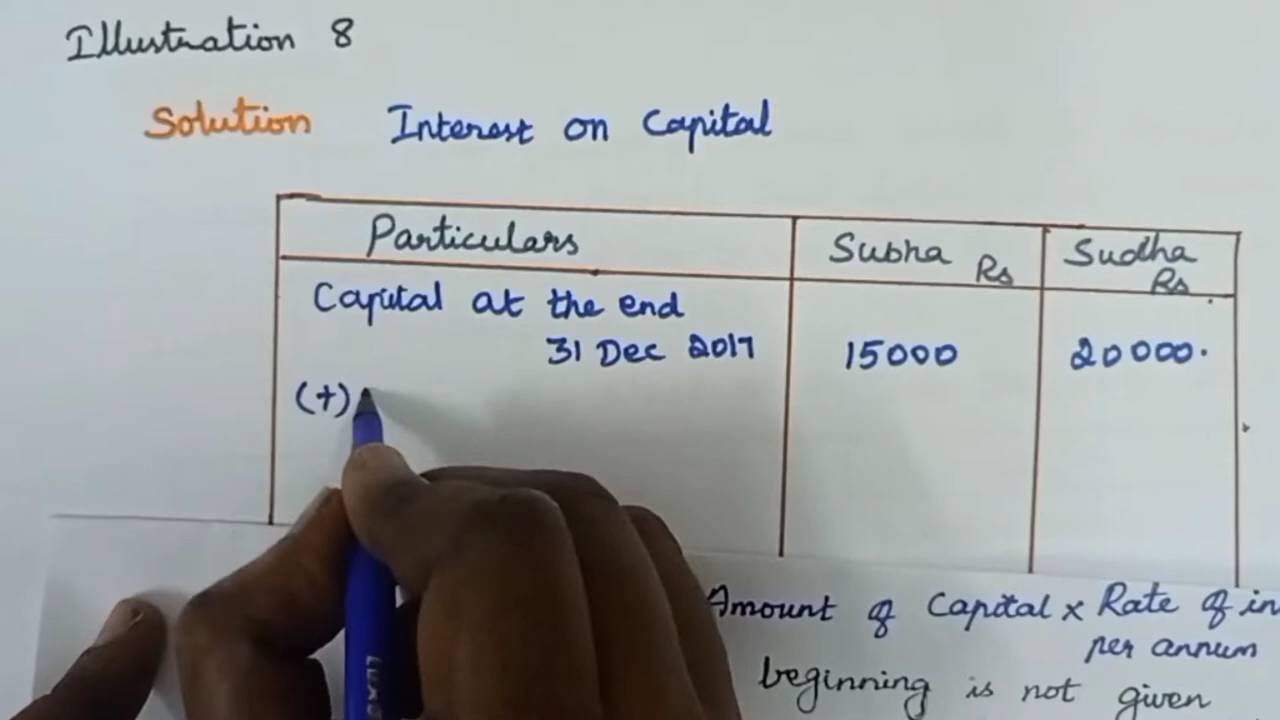 Illustration 8
Solution Interest on Capital
Particulars Subha Rs Sudha Rs
Capital at the end
31 Dec 2017 15000 20000.
(+)
Amount of Capital x Rate of in
per annum
beginning is not given